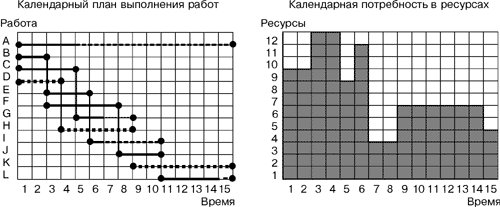 Календарный план выполнения работ
Работа
A
B
C
D
E
F
G
H
I
J
K
L
1 2 3 4 5 6 7 8 9 10 11 12 13 14 15
Время
Календарная потребность в ресурсах
Ресурсы
12
11
10
9
8
7
6
5
4
3
2
1
1 2 3 4 5 6 7 8 9 10 11 12 13 14 15
Время